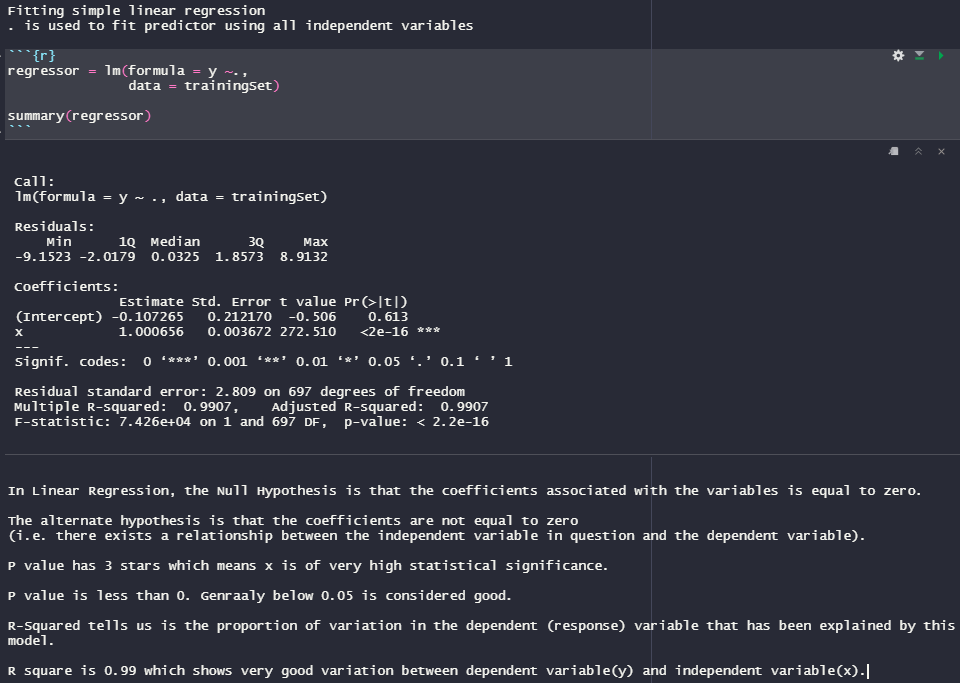 Fitting simple linear regression
. is used to fit predictor using all independent variables
```{r}
regressor = lm(formula = y ~.,
data = trainingSet)
summary(regressor)
```
Call:
lm(formula = y ~ ., data = trainingSet)
Residuals:
Min 1Q Median 3Q Max
-9.1523 -2.0179 0.0325 1.8573 8.9132
Coefficients:
Estimate Std. Error t value Pr(>|t|)
(Intercept) -0.107265 0.212170 -0.506 0.613
x 1.000656 0.003672 272.510 <2e-16 ***
---
Signif. codes: 0 ‘***’ 0.001 ‘**’ 0.01 ‘*’ 0.05 ‘.’ 0.1 ‘ ’ 1
Residual standard error: 2.809 on 697 degrees of freedom
Multiple R-squared: 0.9907, Adjusted R-squared: 0.9907
F-statistic: 7.426e+04 on 1 and 697 DF, p-value: < 2.2e-16
In Linear Regression, the Null Hypothesis is that the coefficients associated with the variables is equal to zero.
The alternate hypothesis is that the coefficients are not equal to zero
(i.e. there exists a relationship between the independent variable in question and the dependent variable).
P value has 3 stars which means x is of very high statistical significance.
P value is less than 0. Genraaly below 0.05 is considered good.
R-Squared tells us is the proportion of variation in the dependent (response) variable that has been explained by this
model.
R square is 0.99 which shows very good variation between dependent variable(y) and independent variable(x).